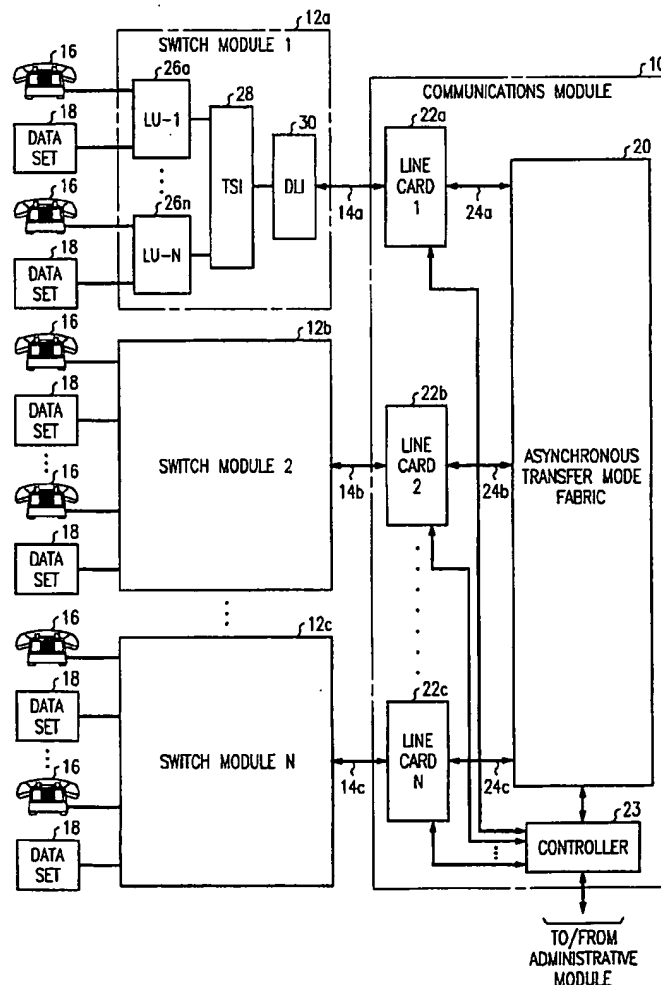 12a
SWITCH MODULE 1
16
26a
LU-1
28
TSI
30
DLI
18
DATA
SET
16
26n
LU-N
18
DATA
SET
14a
10
COMMUNICATIONS MODULE
22a
LINE
CARD
1
24a
20
ASYNCHRONOUS
TRANSFER MODE
FABRIC
16
12b
18
DATA
SET
SWITCH MODULE 2
16
18
DATA
SET
14b
22b
LINE
CARD
2
24b
16
12c
18
DATA
SET
SWITCH MODULE N
16
18
DATA
SET
14c
22c
LINE
CARD
N
24c
23
CONTROLLER
TO/FROM
ADMINISTRATIVE
MODULE